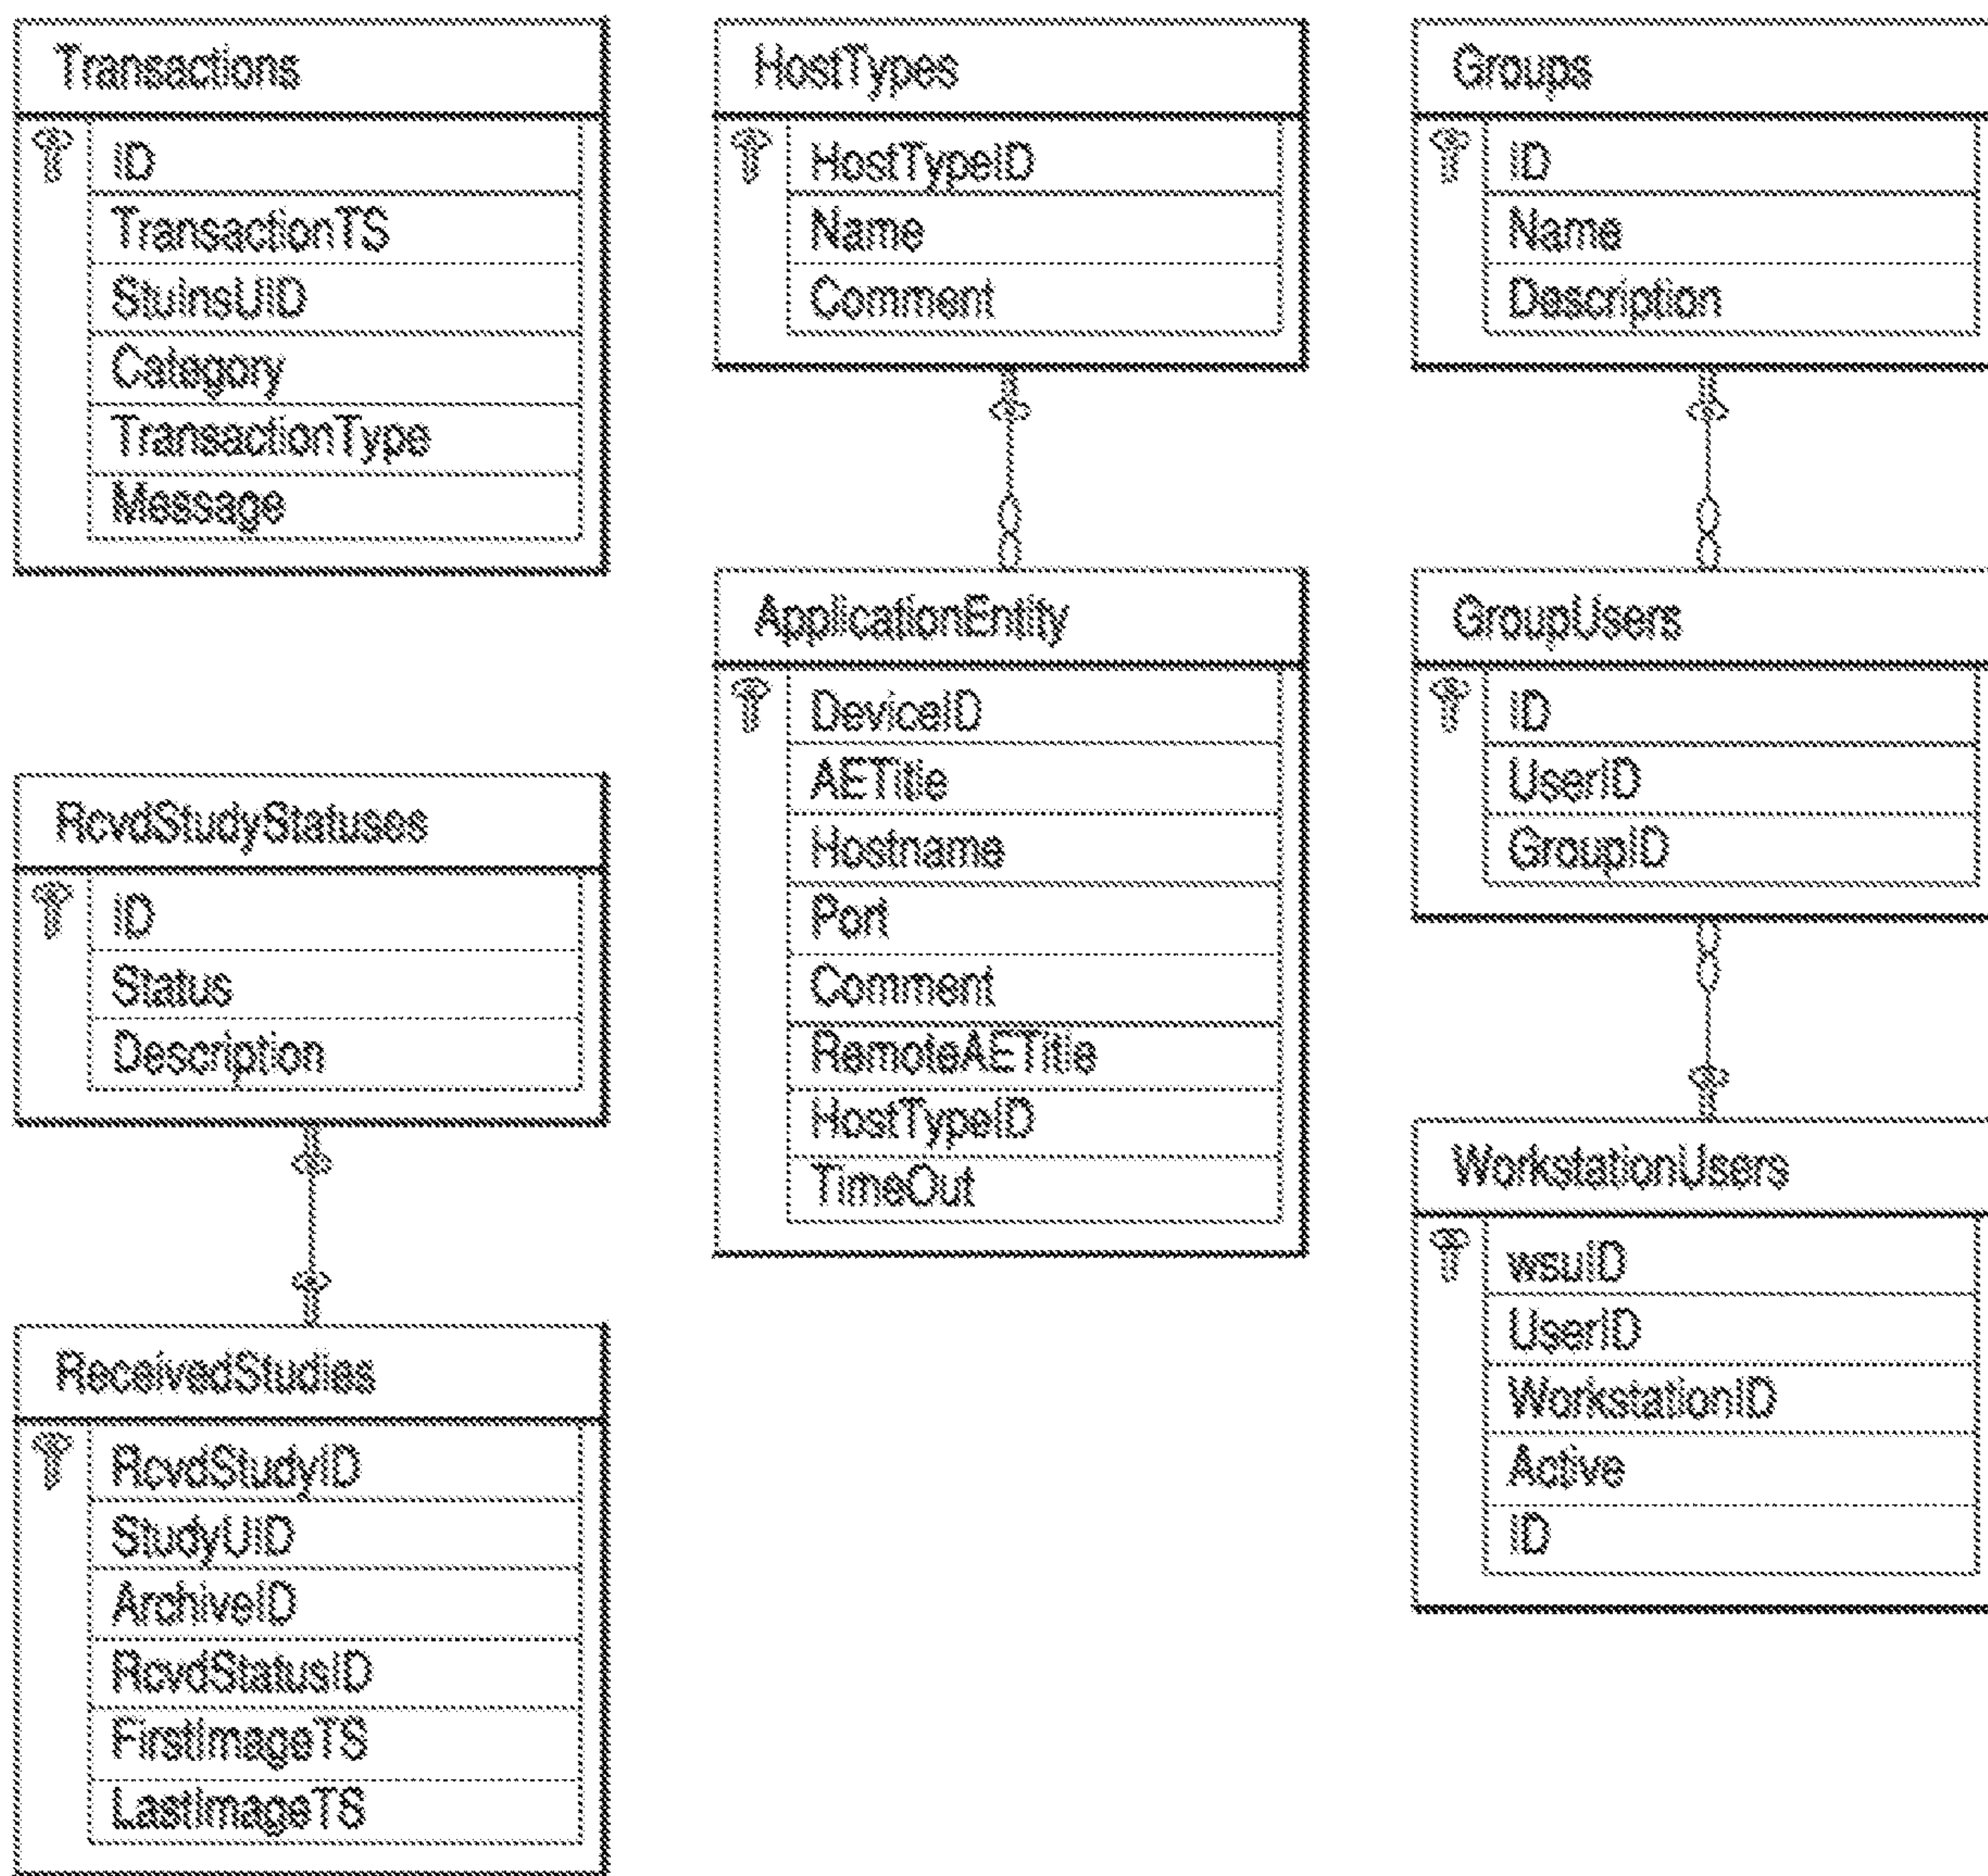 Transactions
ID
TransactionTS
StuInsUID
Category
TransactionType
Message
RcvdStudyStatuses
ID
Status
Description
ReceivedStudies
RcvdStudyID
StudyUID
ArchiveID
RcvdStatusID
FirstImageTS
LastImageTS
HostTypes
HostTypeID
Name
Comment
ApplicationEntity
DeviceID
AETitle
Hostname
Port
Comment
RemoteAETitle
HostTypeID
TimeOut
Groups
ID
Name
Description
GroupUsers
ID
UserID
GroupID
WorkstationUsers
wsuID
UserID
WorkstationID
Active
ID